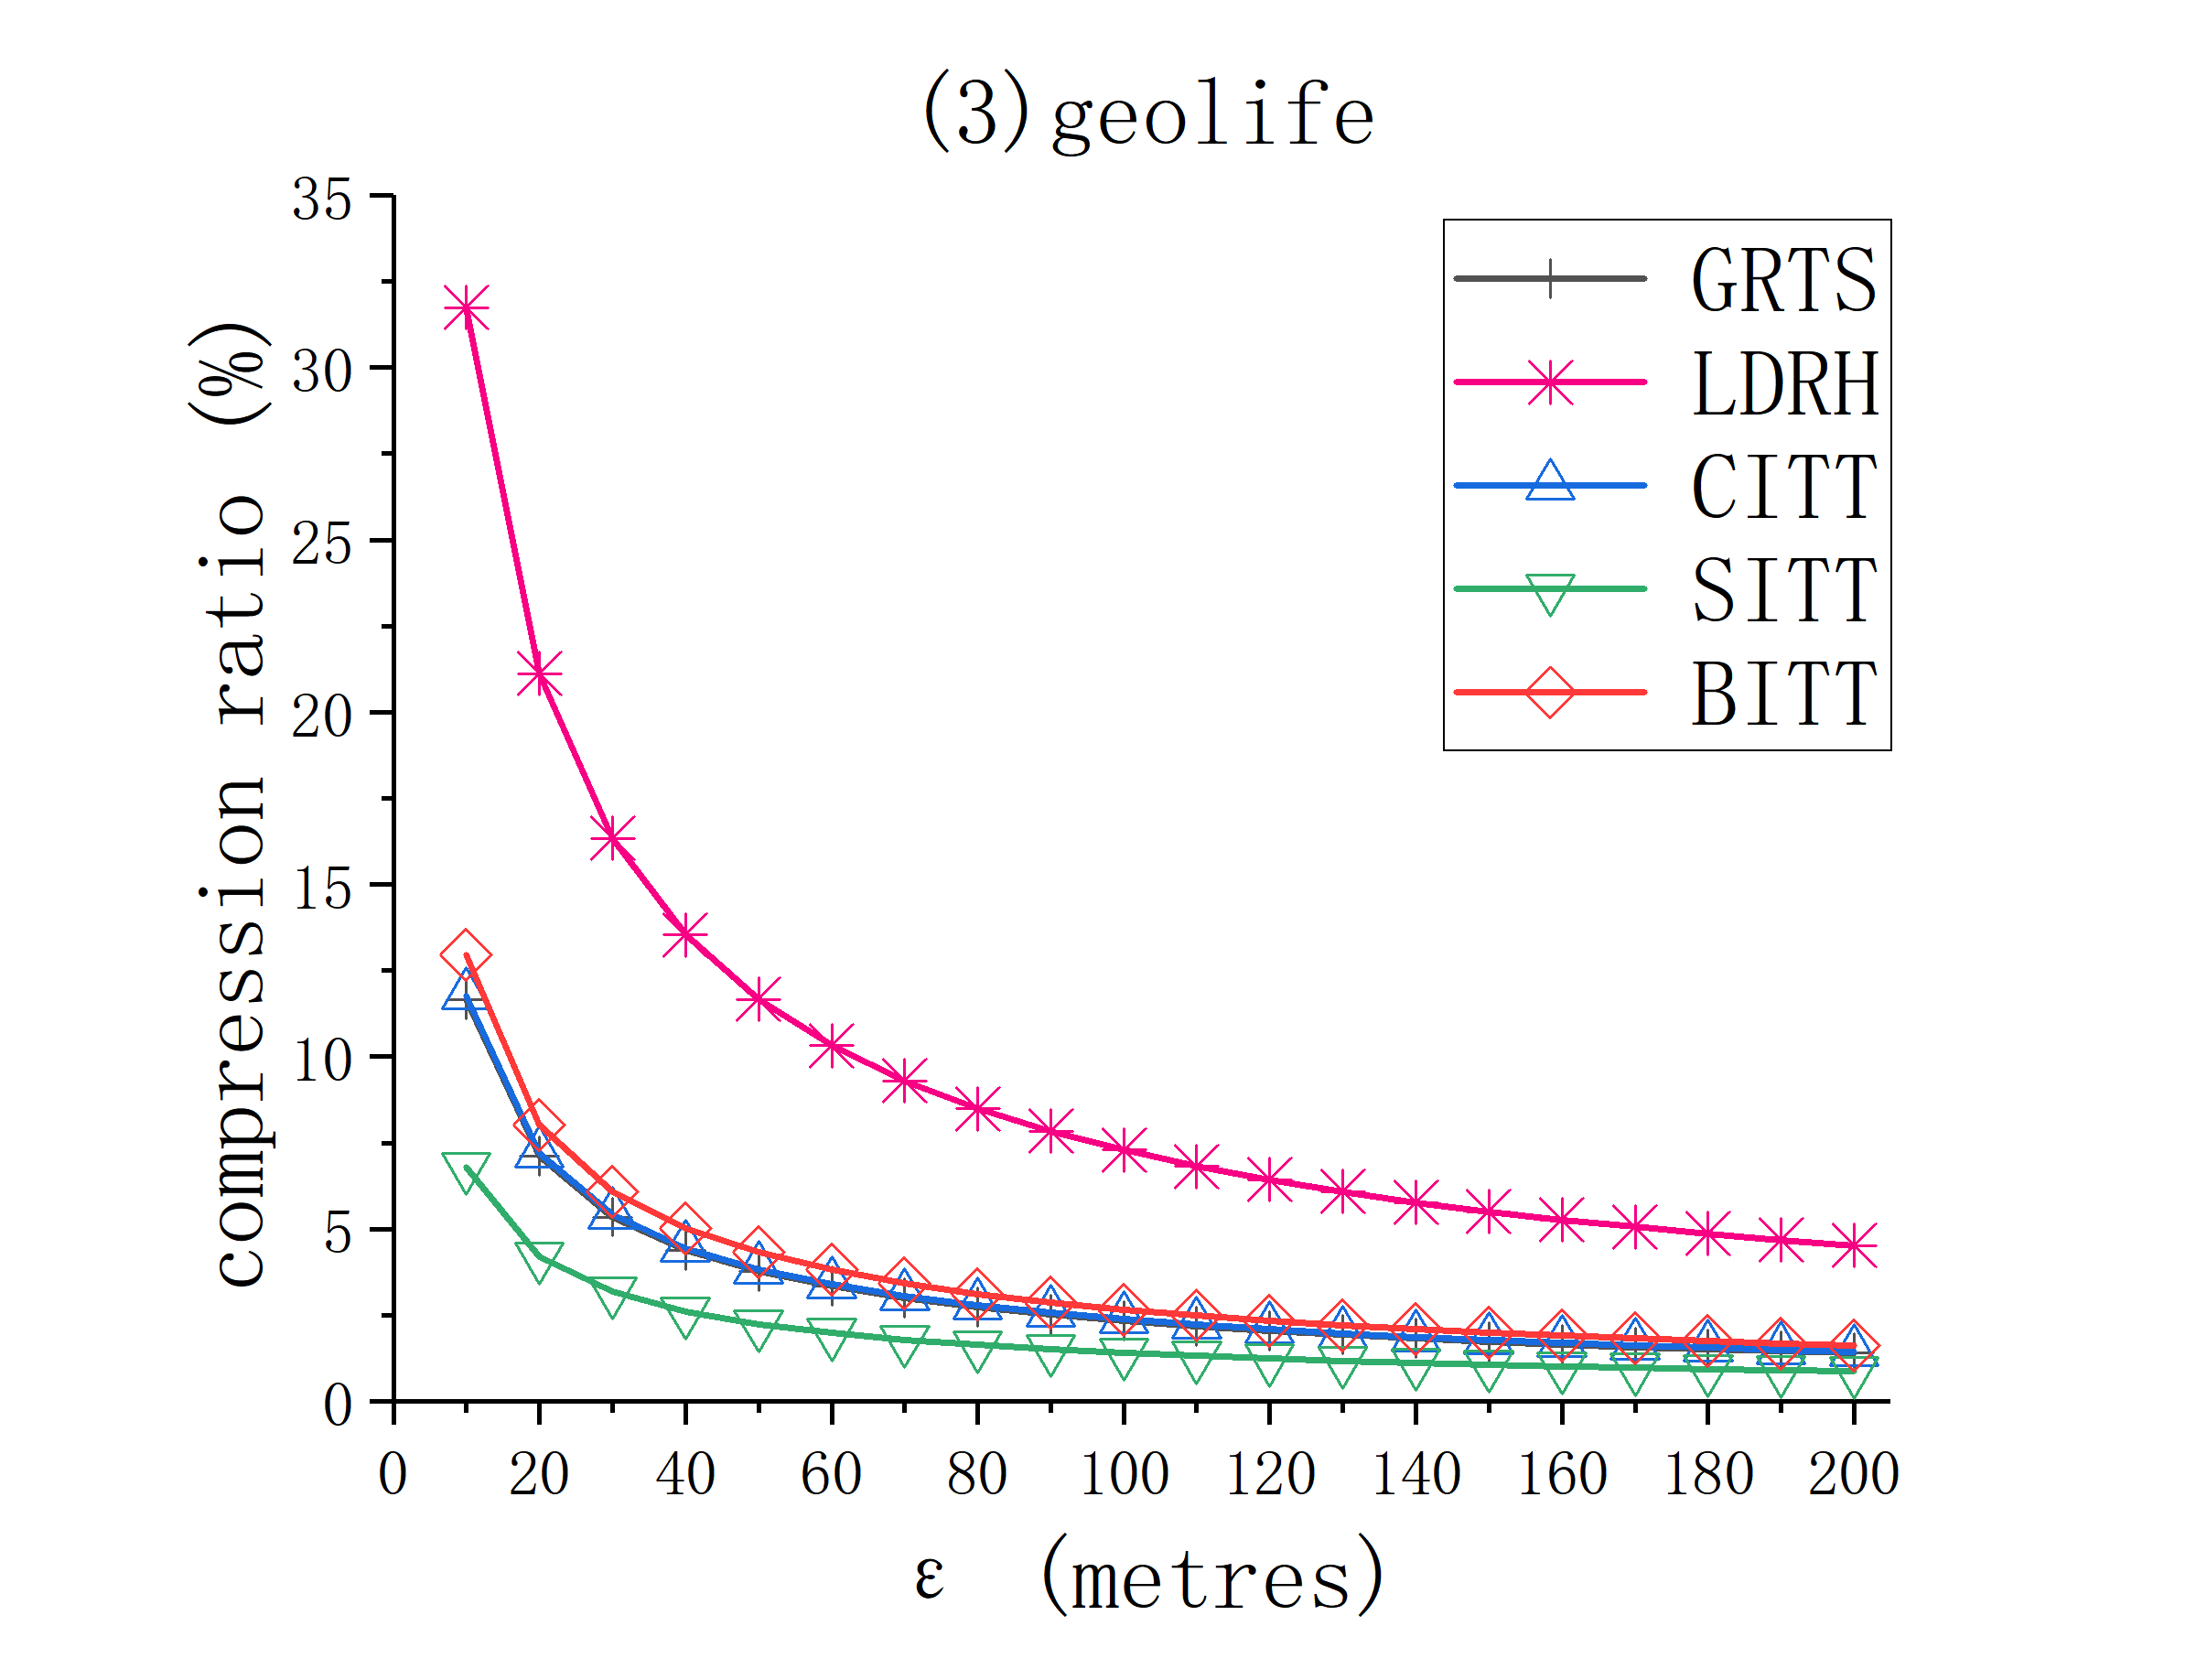 (3)geolife
compression ratio (%)
35
30
25
20
15
10
5
0
0 20 40 60 80 100 120 140 160 180 200
ε (metres)
GRTS
LDRH
CITT
SITT
BITT